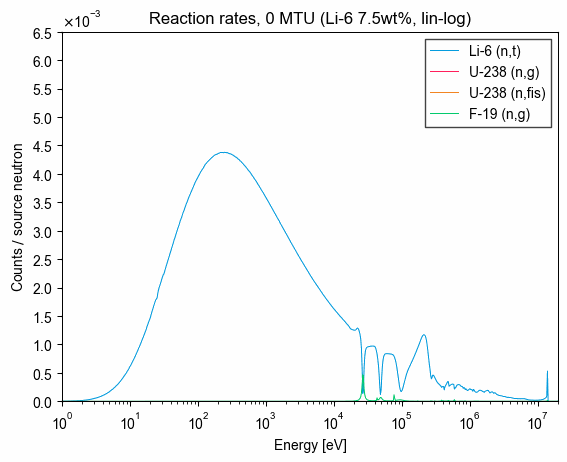 Reaction rates, 0 MTU (Li-6 7.5wt%, lin-log)
×10⁻³
6.5
6.0
5.5
5.0
4.5
4.0
3.5
3.0
2.5
2.0
1.5
1.0
0.5
0.0
Counts / source neutron
Li-6 (n,t)
U-238 (n,g)
U-238 (n,fis)
F-19 (n,g)
10⁰ 10¹ 10² 10³ 10⁴ 10⁵ 10⁶ 10⁷
Energy [eV]